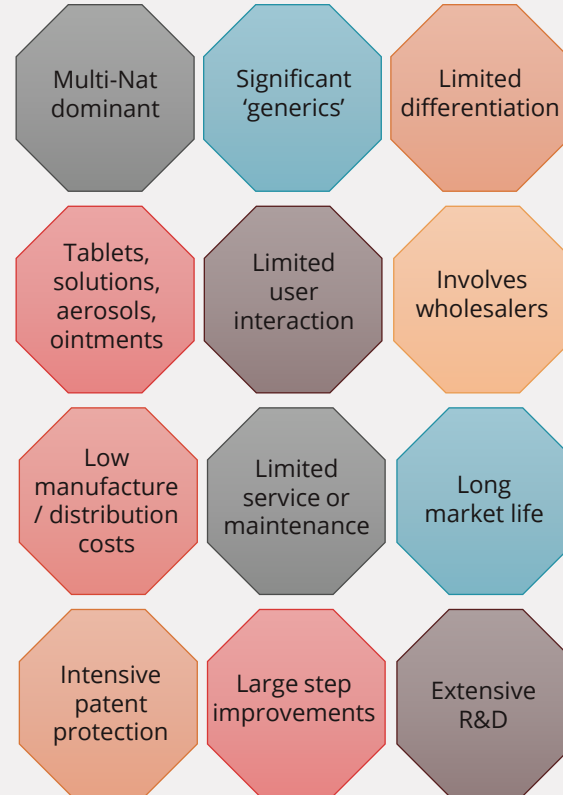 Multi-Nat
dominant
Significant
‘generics’
Limited
differentiation
Tablets,
solutions,
aerosols,
ointments
Limited
user
interaction
Involves
wholesalers
Low
manufacture
/ distribution
costs
Limited
service or
maintenance
Long
market life
Intensive
patent
protection
Large step
improvements
Extensive
R&D